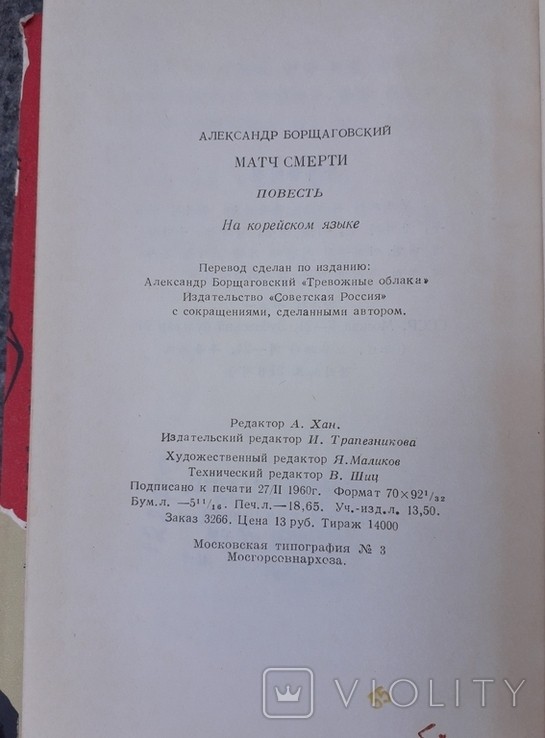 АЛЕКСАНДР БОРЩАГОВСКИЙ
МАТЧ СМЕРТИ
ПОВЕСТЬ
На корейском языке
Перевод сделан по изданию:
Александр Борщаговский «Тревожные облака»
Издательство «Советская Россия»
с сокращениями, сделанными автором.
Редактор А. Хан.
Издательский редактор И. Трапезникова
Художественный редактор Я. Маликов
Технический редактор В. Шиц
Подписано к печати 27/II 1960г. Формат 70×92¹/₃₂
Бум. л. —5¹¹/₁₆. Печ. л.—18,65. Уч.-изд. л. 13,50.
Заказ 3266. Цена 13 руб. Тираж 14000
Московская типография № 3
Мосгорсовнархоза.
VIOLITY